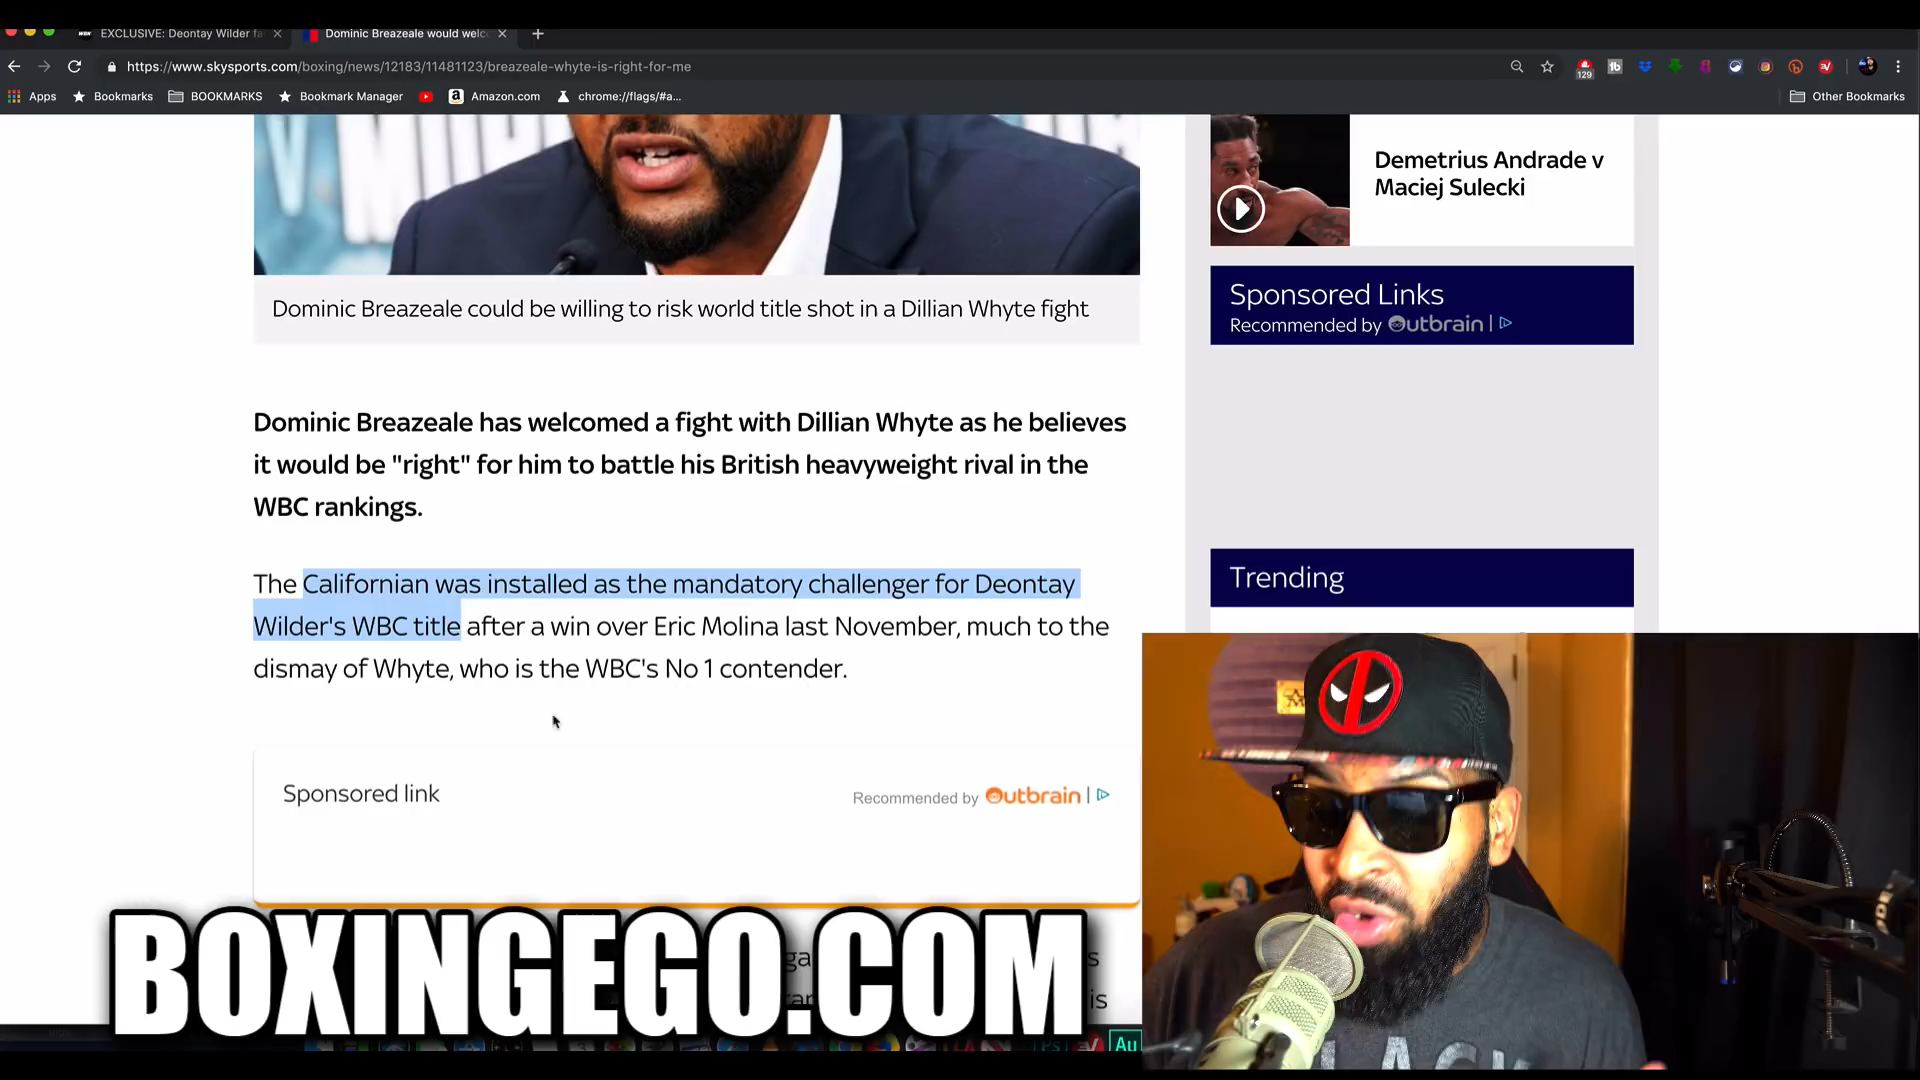 EXCLUSIVE: Deontay Wilder fa
Dominic Breazeale would welc
https://www.skysports.com/boxing/news/12183/11481123/breazeale-whyte-is-right-for-me
129
Apps
Bookmarks
BOOKMARKS
Bookmark Manager
Amazon.com
chrome://flags/#a...
Other Bookmarks
Demetrius Andrade v
Maciej Sulecki
Dominic Breazeale could be willing to risk world title shot in a Dillian Whyte fight
Sponsored Links
Recommended by Outbrain
Dominic Breazeale has welcomed a fight with Dillian Whyte as he believes
it would be "right" for him to battle his British heavyweight rival in the
WBC rankings.
The Californian was installed as the mandatory challenger for Deontay
Wilder's WBC title after a win over Eric Molina last November, much to the
dismay of Whyte, who is the WBC's No 1 contender.
Trending
Sponsored link
Recommended by Outbrain
BOXINGEGO.COM
is
Ps
Au